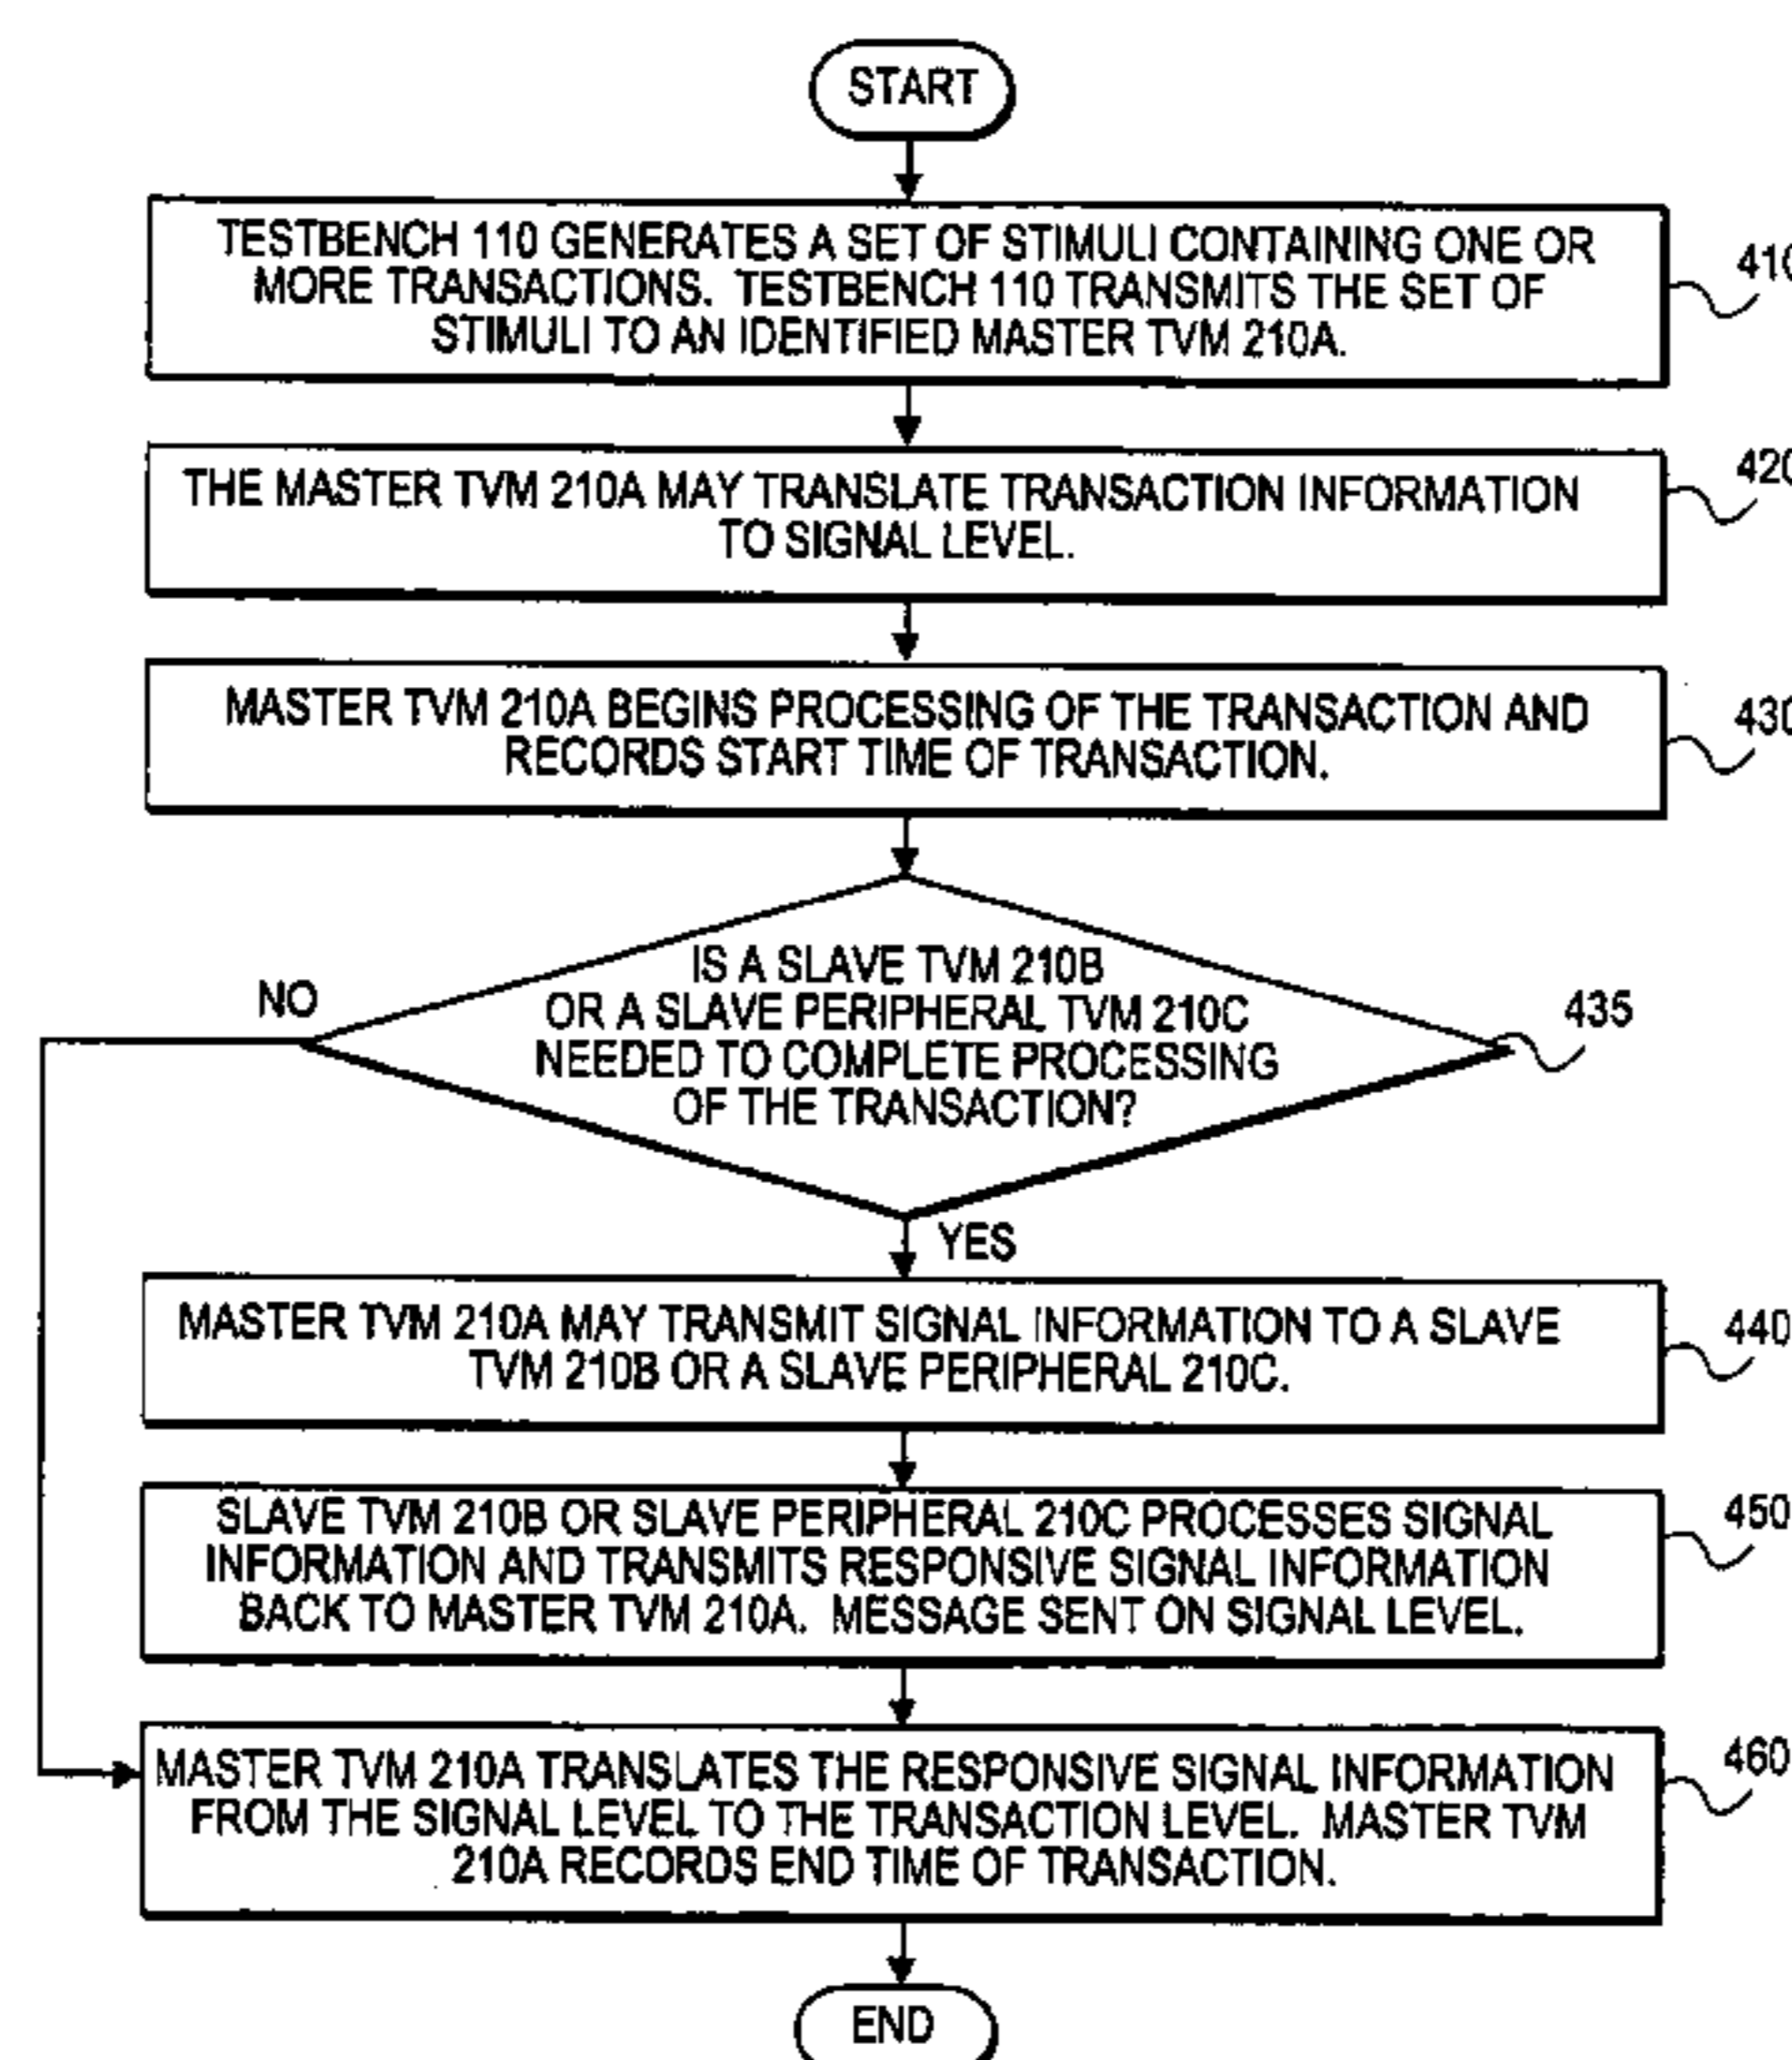 START
TESTBENCH 110 GENERATES A SET OF STIMULI CONTAINING ONE OR
MORE TRANSACTIONS. TESTBENCH 110 TRANSMITS THE SET OF
STIMULI TO AN IDENTIFIED MASTER TVM 210A.
410
THE MASTER TVM 210A MAY TRANSLATE TRANSACTION INFORMATION
TO SIGNAL LEVEL.
420
MASTER TVM 210A BEGINS PROCESSING OF THE TRANSACTION AND
RECORDS START TIME OF TRANSACTION.
430
IS A SLAVE TVM 210B
OR A SLAVE PERIPHERAL TVM 210C
NEEDED TO COMPLETE PROCESSING
OF THE TRANSACTION?
NO
435
YES
MASTER TVM 210A MAY TRANSMIT SIGNAL INFORMATION TO A SLAVE
TVM 210B OR A SLAVE PERIPHERAL 210C.
440
SLAVE TVM 210B OR SLAVE PERIPHERAL 210C PROCESSES SIGNAL
INFORMATION AND TRANSMITS RESPONSIVE SIGNAL INFORMATION
BACK TO MASTER TVM 210A. MESSAGE SENT ON SIGNAL LEVEL.
450
MASTER TVM 210A TRANSLATES THE RESPONSIVE SIGNAL INFORMATION
FROM THE SIGNAL LEVEL TO THE TRANSACTION LEVEL. MASTER TVM
210A RECORDS END TIME OF TRANSACTION.
460
END